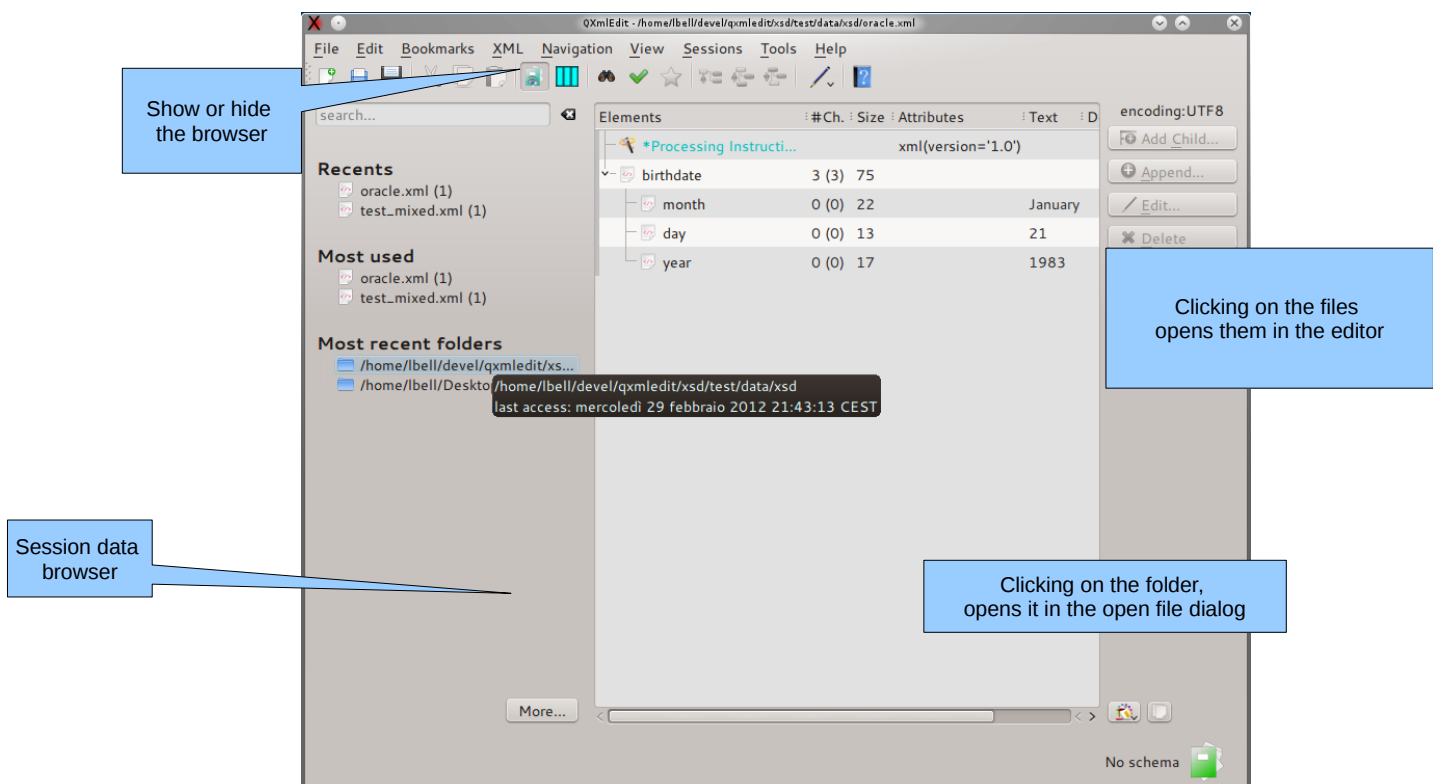 QXmlEdit - /home/lbell/devel/qxmledit/xsd/test/data/xsd/oracle.xml
File Edit Bookmarks XML Navigation View Sessions Tools Help
Show or hide
the browser
search...
Recents
oracle.xml (1)
test_mixed.xml (1)
Most used
oracle.xml (1)
test_mixed.xml (1)
Most recent folders
/home/lbell/devel/qxmledit/xs...
/home/lbell/Deskto
/home/lbell/devel/qxmledit/xsd/test/data/xsd
last access: mercoledì 29 febbraio 2012 21:43:13 CEST
Elements #Ch. Size Attributes Text D
*Processing Instructi... xml(version='1.0')
birthdate 3 (3) 75
month 0 (0) 22 January
day 0 (0) 13 21
year 0 (0) 17 1983
encoding:UTF8
Add Child...
Append...
Edit...
Delete
Clicking on the files
opens them in the editor
Session data
browser
Clicking on the folder,
opens it in the open file dialog
More...
No schema